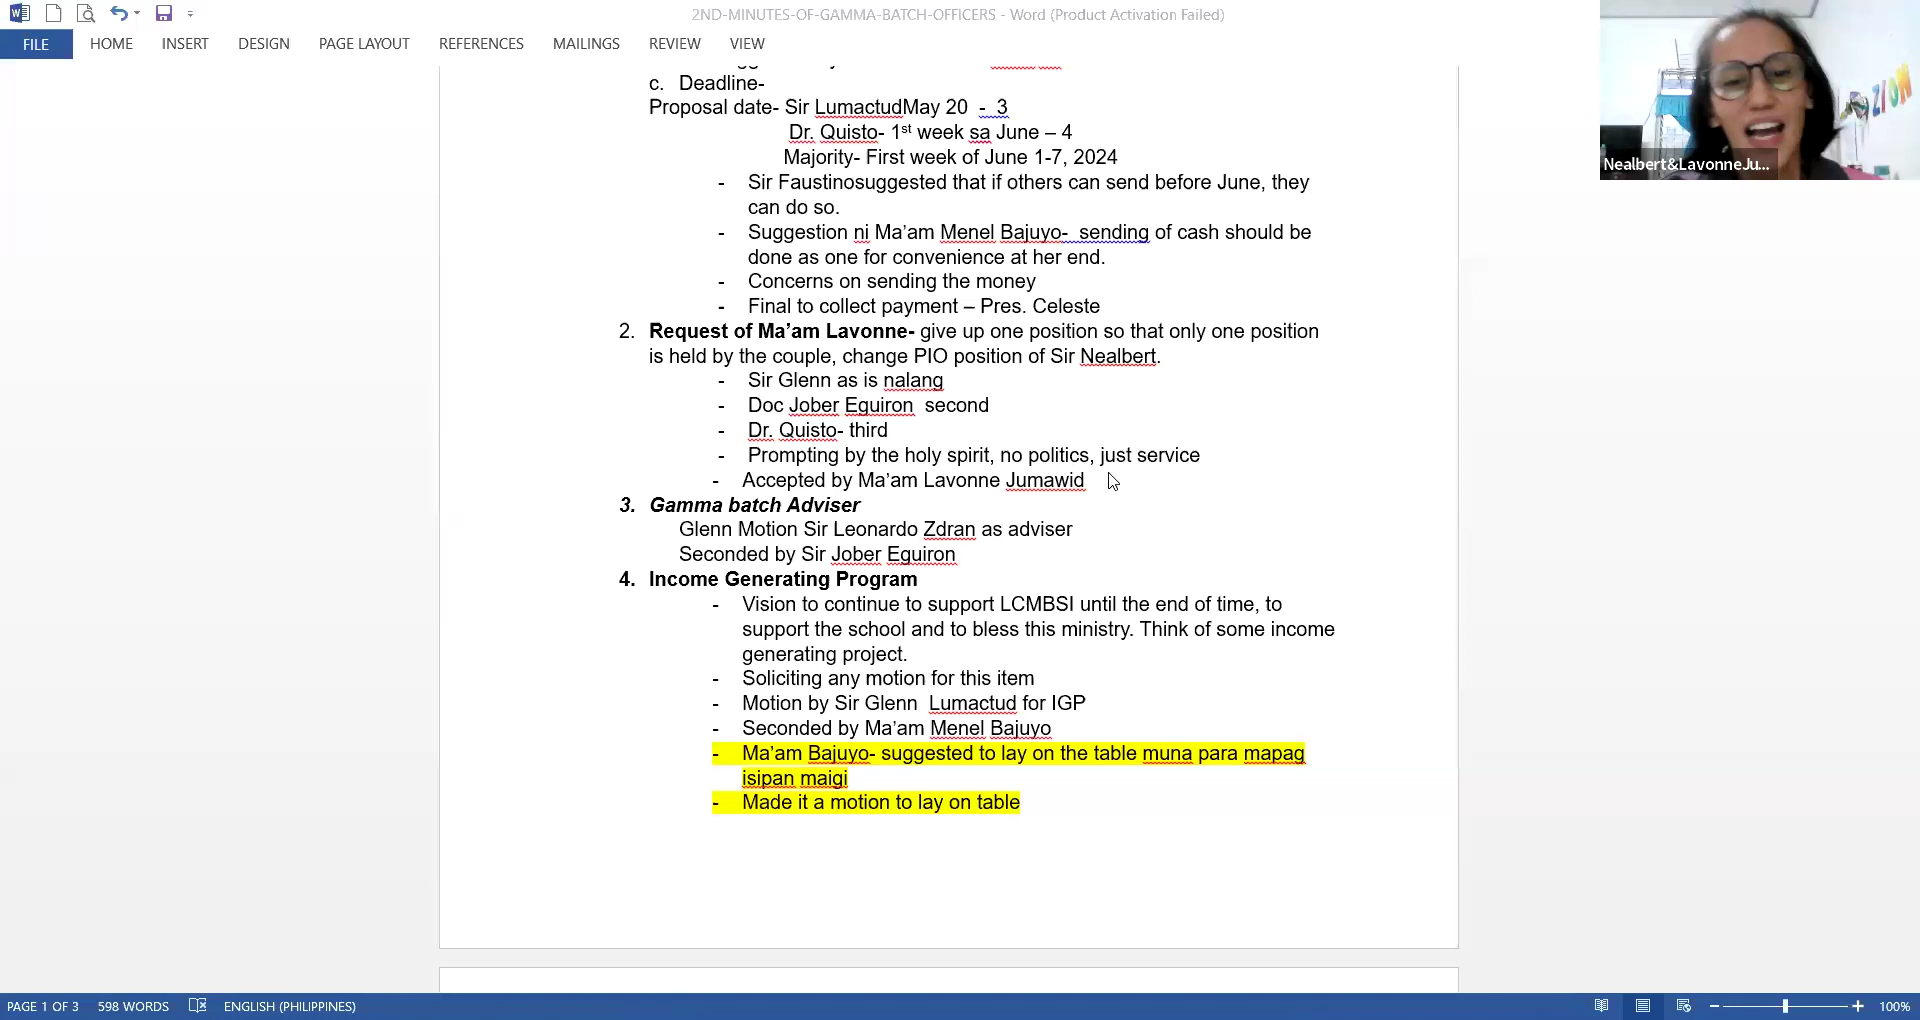 2ND-MINUTES-OF-GAMMA-BATCH-OFFICERS - Word (Product Activation Failed)
FILE HOME INSERT DESIGN PAGE LAYOUT REFERENCES MAILINGS REVIEW VIEW
c. Deadline-
Proposal date- Sir LumactudMay 20 - 3
Dr. Quisto- 1st week sa June – 4
Majority- First week of June 1-7, 2024
- Sir Faustinosuggested that if others can send before June, they
can do so.
- Suggestion ni Ma’am Menel Bajuyo- sending of cash should be
done as one for convenience at her end.
- Concerns on sending the money
- Final to collect payment – Pres. Celeste
2. Request of Ma’am Lavonne- give up one position so that only one position
is held by the couple, change PIO position of Sir Nealbert.
- Sir Glenn as is nalang
- Doc Jober Eguiron second
- Dr. Quisto- third
- Prompting by the holy spirit, no politics, just service
- Accepted by Ma’am Lavonne Jumawid
3. Gamma batch Adviser
Glenn Motion Sir Leonardo Zdran as adviser
Seconded by Sir Jober Eguiron
4. Income Generating Program
- Vision to continue to support LCMBSI until the end of time, to
support the school and to bless this ministry. Think of some income
generating project.
- Soliciting any motion for this item
- Motion by Sir Glenn Lumactud for IGP
- Seconded by Ma’am Menel Bajuyo
- Ma’am Bajuyo- suggested to lay on the table muna para mapag
isipan maigi
- Made it a motion to lay on table
ZION
Nealbert&LavonneJu...
PAGE 1 OF 3 598 WORDS ENGLISH (PHILIPPINES) 100%